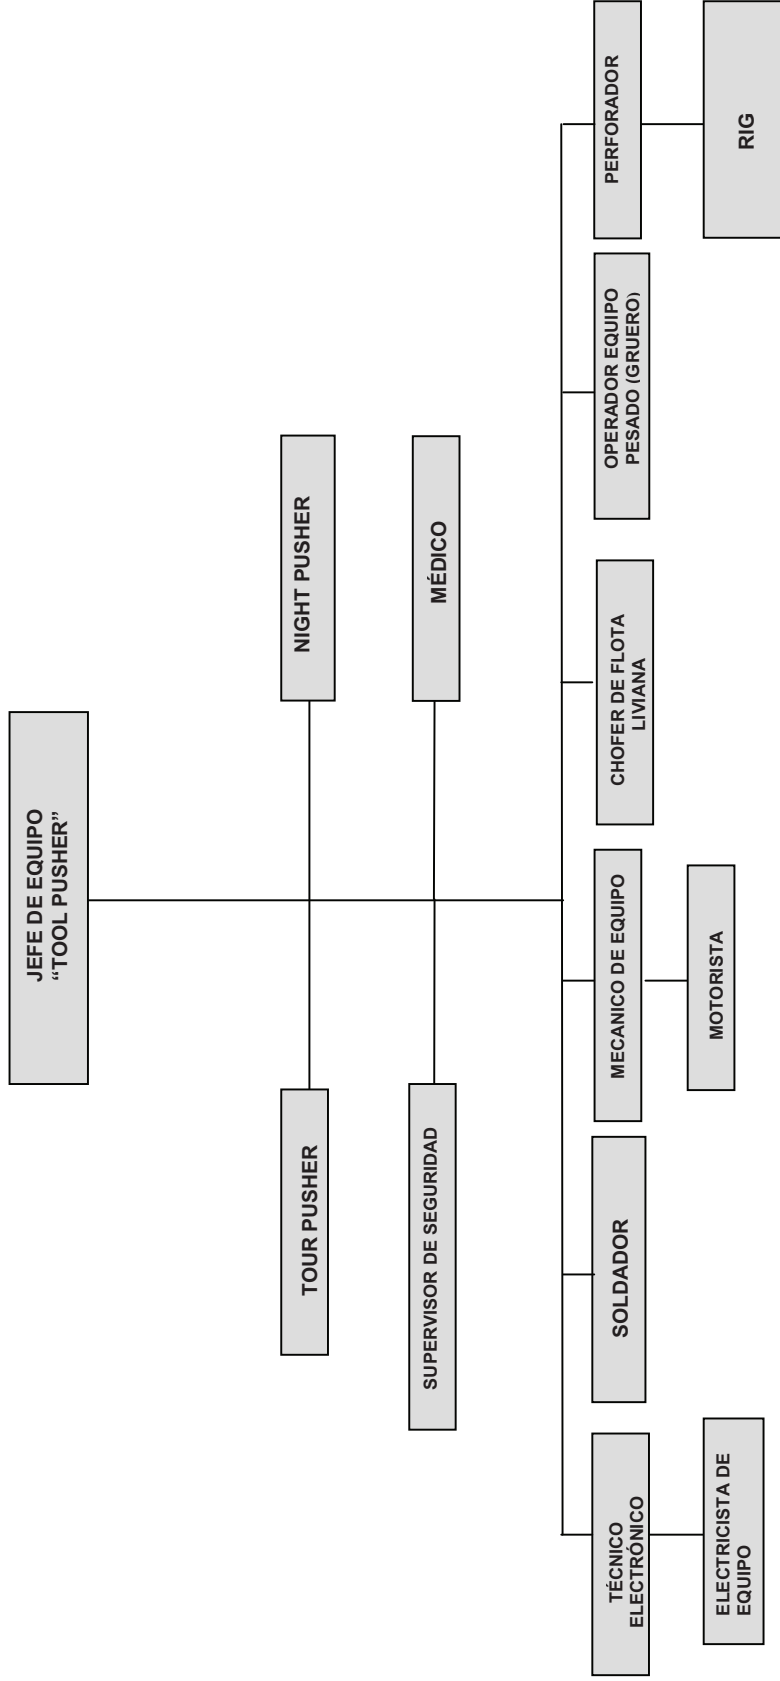 JEFE DE EQUIPO
“TOOL PUSHER”
TOUR PUSHER
NIGHT PUSHER
SUPERVISOR DE SEGURIDAD
MÉDICO
TÉCNICO
ELECTRÓNICO
SOLDADOR
MECANICO DE EQUIPO
CHOFER DE FLOTA
LIVIANA
OPERADOR EQUIPO
PESADO (GRUERO)
PERFORADOR
ELECTRICISTA DE
EQUIPO
MOTORISTA
RIG